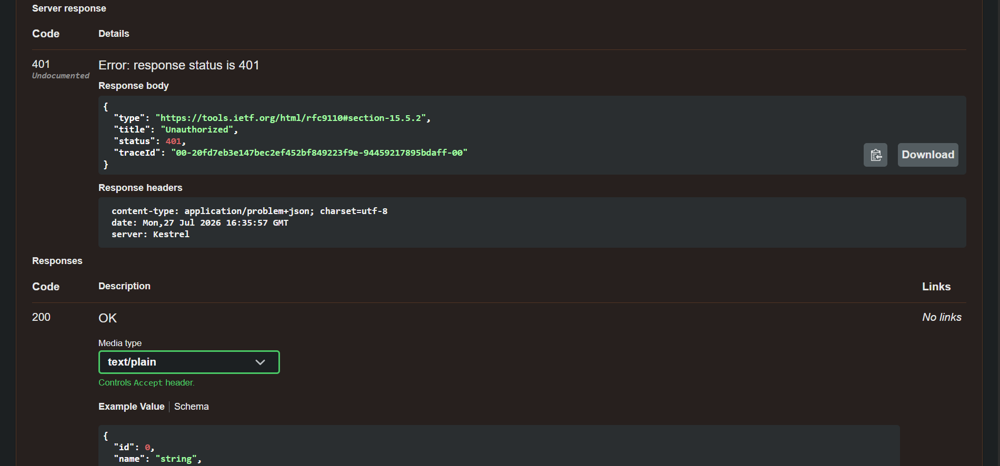 Server response
Code Details
401 Error: response status is 401
Undocumented
Response body
{
  "type": "https://tools.ietf.org/html/rfc9110#section-15.5.2",
  "title": "Unauthorized",
  "status": 401,
  "traceId": "00-20fd7eb3e147bec2ef452bf849223f9e-94459217895bdaff-00"
}
Download
Response headers
content-type: application/problem+json; charset=utf-8
date: Mon,27 Jul 2026 16:35:57 GMT
server: Kestrel
Responses
Code Description Links
200 OK No links
Media type
text/plain
Controls Accept header.
Example Value Schema
{
  "id": 0,
  "name": "string",